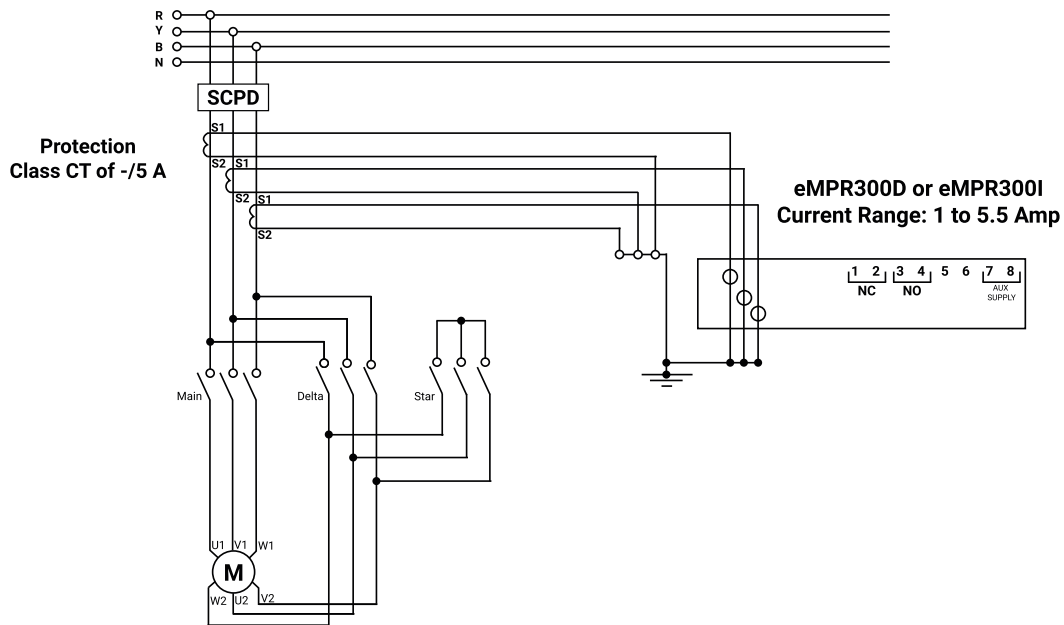 R
Y
B
N
SCPD
Protection
Class CT of -/5 A
S1
S2 S1
S2 S1
S2
eMPR300D or eMPR300I
Current Range: 1 to 5.5 Amp
1 2 3 4 5 6 7 8
NC NO AUX
SUPPLY
Main Delta Star
U1 V1 W1
M
W2 U2 V2